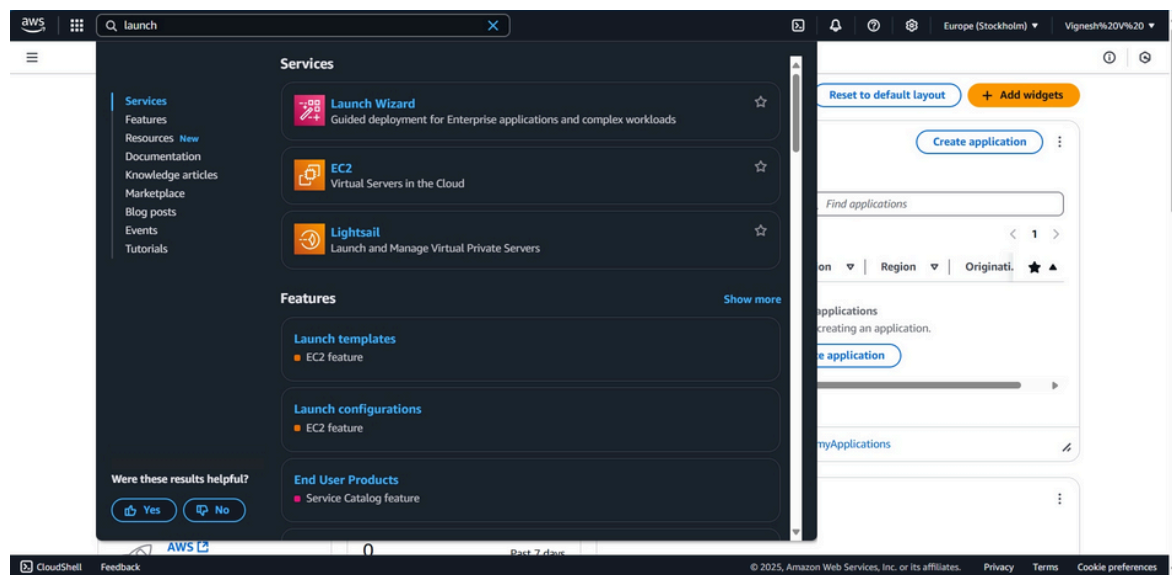 aws
launch
Europe (Stockholm)
Vignesh%20V%20
Services
Features
Resources New
Documentation
Knowledge articles
Marketplace
Blog posts
Events
Tutorials
Were these results helpful?
Yes
No
Services
Launch Wizard
Guided deployment for Enterprise applications and complex workloads
EC2
Virtual Servers in the Cloud
Lightsail
Launch and Manage Virtual Private Servers
Features
Show more
Launch templates
EC2 feature
Launch configurations
EC2 feature
End User Products
Service Catalog feature
Reset to default layout
+ Add widgets
Create application
Find applications
1
on
Region
Originati.
applications
creating an application.
e application
myApplications
AWS
0
Past 7 days
CloudShell
Feedback
© 2025, Amazon Web Services, Inc. or its affiliates.
Privacy
Terms
Cookie preferences